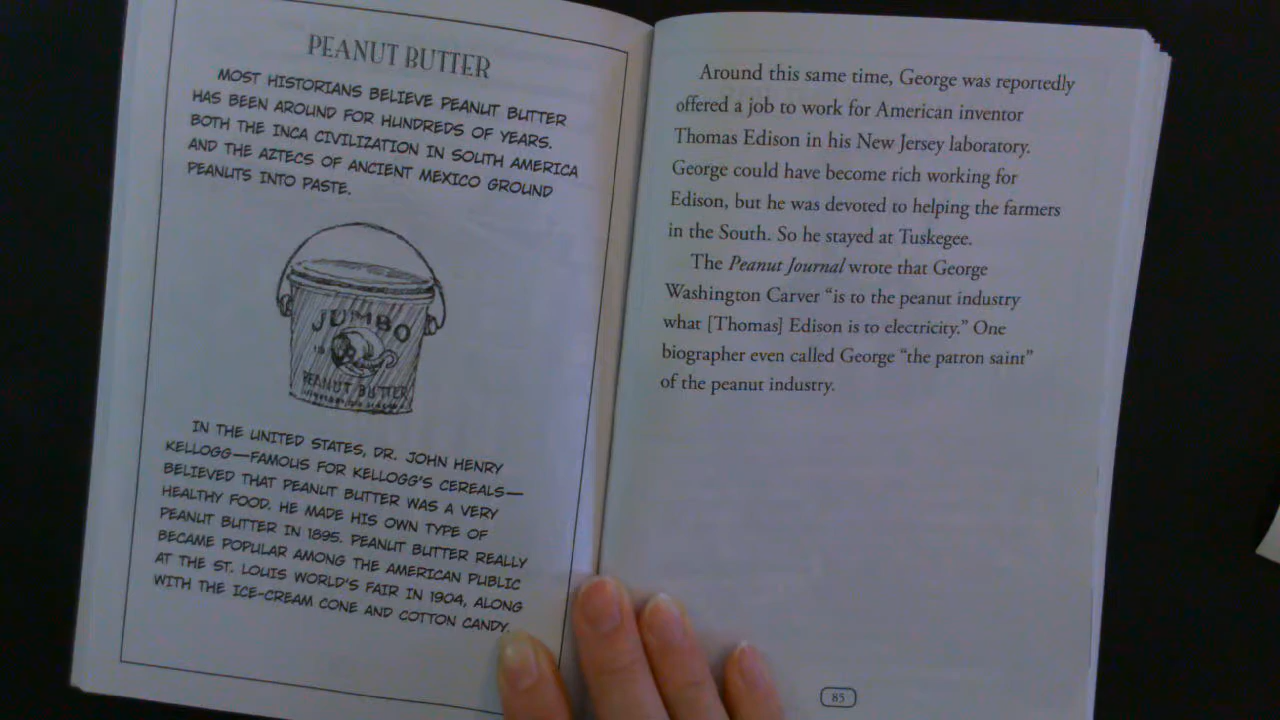 PEANUT BUTTER
MOST HISTORIANS BELIEVE PEANUT BUTTER
HAS BEEN AROUND FOR HUNDREDS OF YEARS.
BOTH THE INCA CIVILIZATION IN SOUTH AMERICA
AND THE AZTECS OF ANCIENT MEXICO GROUND
PEANUTS INTO PASTE.
JUMBO
PEANUT BUTTER
IN THE UNITED STATES, DR. JOHN HENRY
KELLOGG—FAMOUS FOR KELLOGG'S CEREALS—
BELIEVED THAT PEANUT BUTTER WAS A VERY
HEALTHY FOOD. HE MADE HIS OWN TYPE OF
PEANUT BUTTER IN 1895. PEANUT BUTTER REALLY
BECAME POPULAR AMONG THE AMERICAN PUBLIC
AT THE ST. LOUIS WORLD'S FAIR IN 1904, ALONG
WITH THE ICE-CREAM CONE AND COTTON CANDY.
Around this same time, George was reportedly
offered a job to work for American inventor
Thomas Edison in his New Jersey laboratory.
George could have become rich working for
Edison, but he was devoted to helping the farmers
in the South. So he stayed at Tuskegee.
The Peanut Journal wrote that George
Washington Carver “is to the peanut industry
what [Thomas] Edison is to electricity.” One
biographer even called George “the patron saint”
of the peanut industry.
85